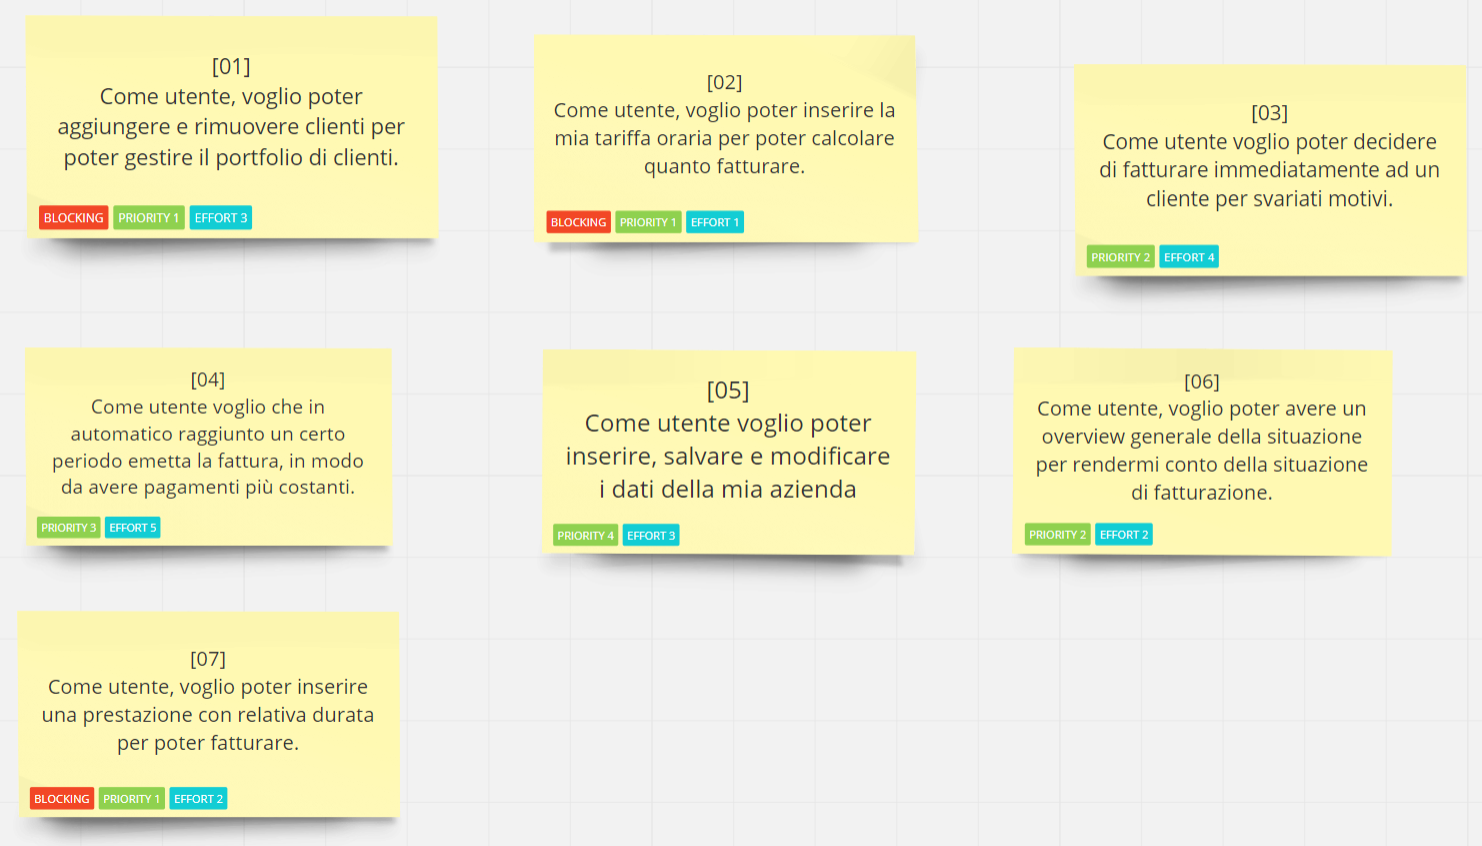 [01]
Come utente, voglio poter
aggiungere e rimuovere clienti per
poter gestire il portfolio di clienti.
BLOCKING PRIORITY 1 EFFORT 3
[02]
Come utente, voglio poter inserire la
mia tariffa oraria per poter calcolare
quanto fatturare.
BLOCKING PRIORITY 1 EFFORT 1
[03]
Come utente voglio poter decidere
di fatturare immediatamente ad un
cliente per svariati motivi.
PRIORITY 2 EFFORT 4
[04]
Come utente voglio che in
automatico raggiunto un certo
periodo emetta la fattura, in modo
da avere pagamenti più costanti.
PRIORITY 3 EFFORT 5
[05]
Come utente voglio poter
inserire, salvare e modificare
i dati della mia azienda
PRIORITY 4 EFFORT 3
[06]
Come utente, voglio poter avere un
overview generale della situazione
per rendermi conto della situazione
di fatturazione.
PRIORITY 2 EFFORT 2
[07]
Come utente, voglio poter inserire
una prestazione con relativa durata
per poter fatturare.
BLOCKING PRIORITY 1 EFFORT 2